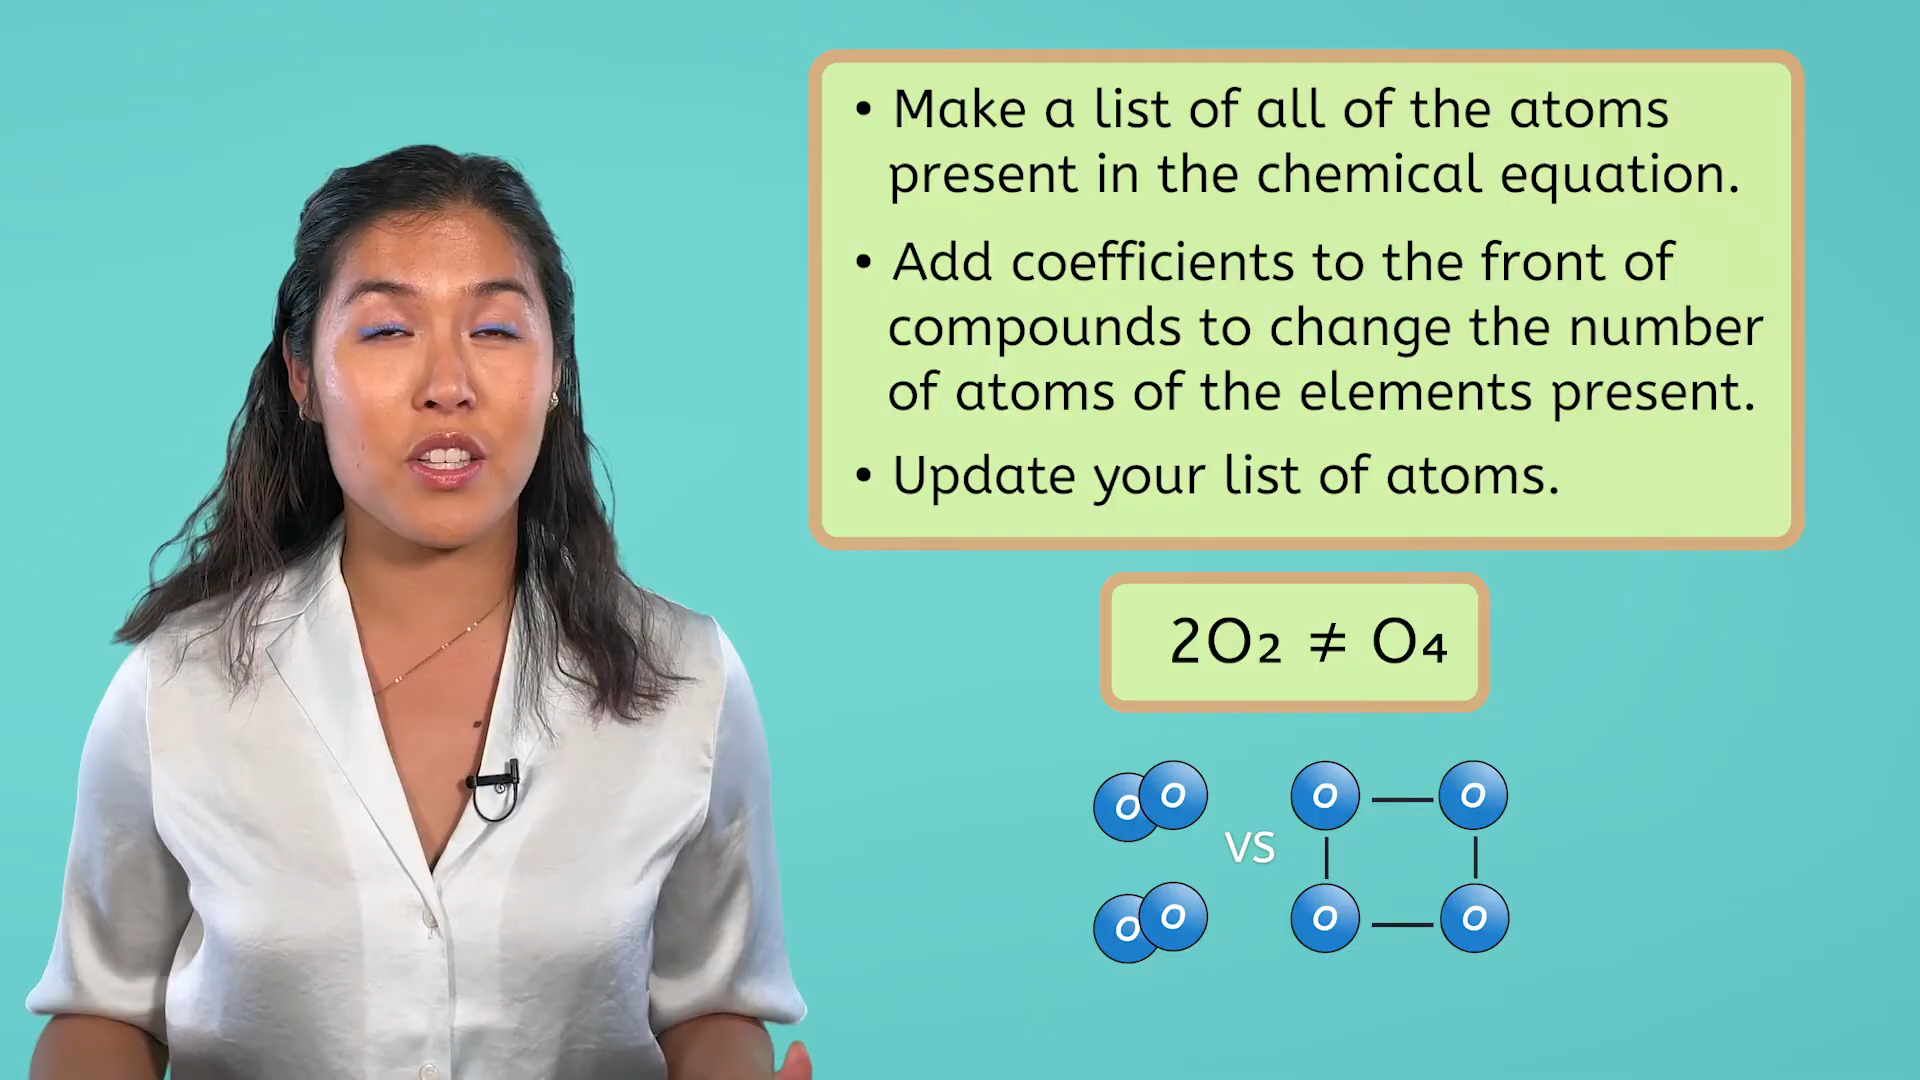 • Make a list of all of the atoms
present in the chemical equation.
• Add coefficients to the front of
compounds to change the number
of atoms of the elements present.
• Update your list of atoms.
2O₂ ≠ O₄
O O
O O
VS
O O
O O